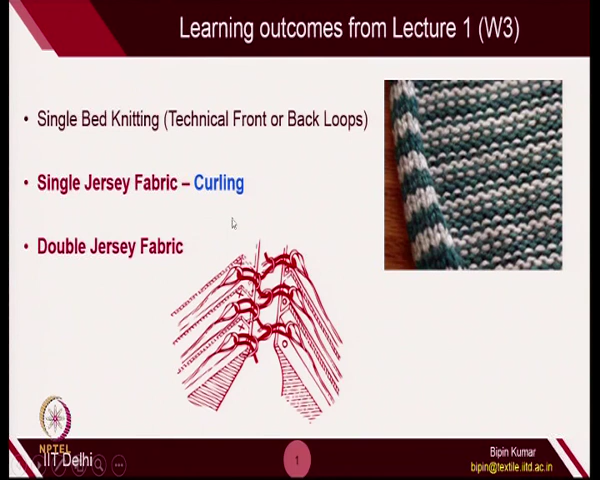 Learning outcomes from Lecture 1 (W3)
• Single Bed Knitting (Technical Front or Back Loops)
• Single Jersey Fabric – Curling
• Double Jersey Fabric
NPTEL
IIT Delhi
1
Bipin Kumar
bipin@textile.iitd.ac.in